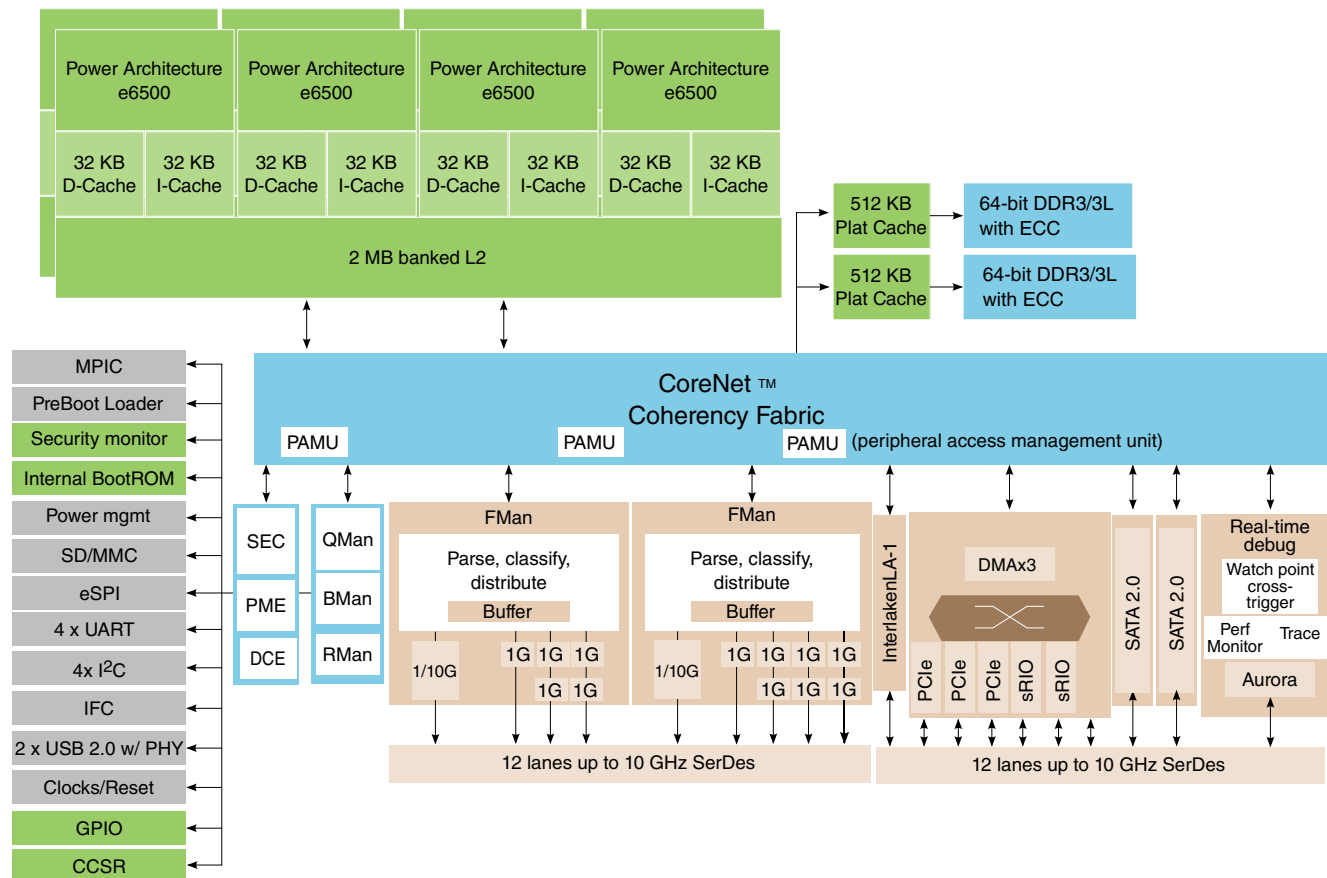 Power Architecture
e6500
Power Architecture
e6500
Power Architecture
e6500
Power Architecture
e6500
32 KB
D-Cache
32 KB
I-Cache
32 KB
D-Cache
32 KB
I-Cache
32 KB
D-Cache
32 KB
I-Cache
32 KB
D-Cache
32 KB
I-Cache
2 MB banked L2
512 KB
Plat Cache
64-bit DDR3/3L
with ECC
512 KB
Plat Cache
64-bit DDR3/3L
with ECC
MPIC
PreBoot Loader
Security monitor
Internal BootROM
Power mgmt
SD/MMC
eSPI
4 x UART
4x I²C
IFC
2 x USB 2.0 w/ PHY
Clocks/Reset
GPIO
CCSR
CoreNet TM
Coherency Fabric
PAMU
PAMU
PAMU (peripheral access management unit)
SEC
PME
DCE
QMan
BMan
RMan
FMan
Parse, classify,
distribute
Buffer
1/10G
1G 1G 1G
1G 1G
FMan
Parse, classify,
distribute
Buffer
1/10G
1G 1G 1G 1G
1G 1G 1G
12 lanes up to 10 GHz SerDes
InterlakenLA-1
DMAx3
PCIe
PCIe
PCIe
sRIO
sRIO
SATA 2.0
SATA 2.0
Real-time
debug
Watch point
cross-
trigger
Perf
Monitor
Trace
Aurora
12 lanes up to 10 GHz SerDes